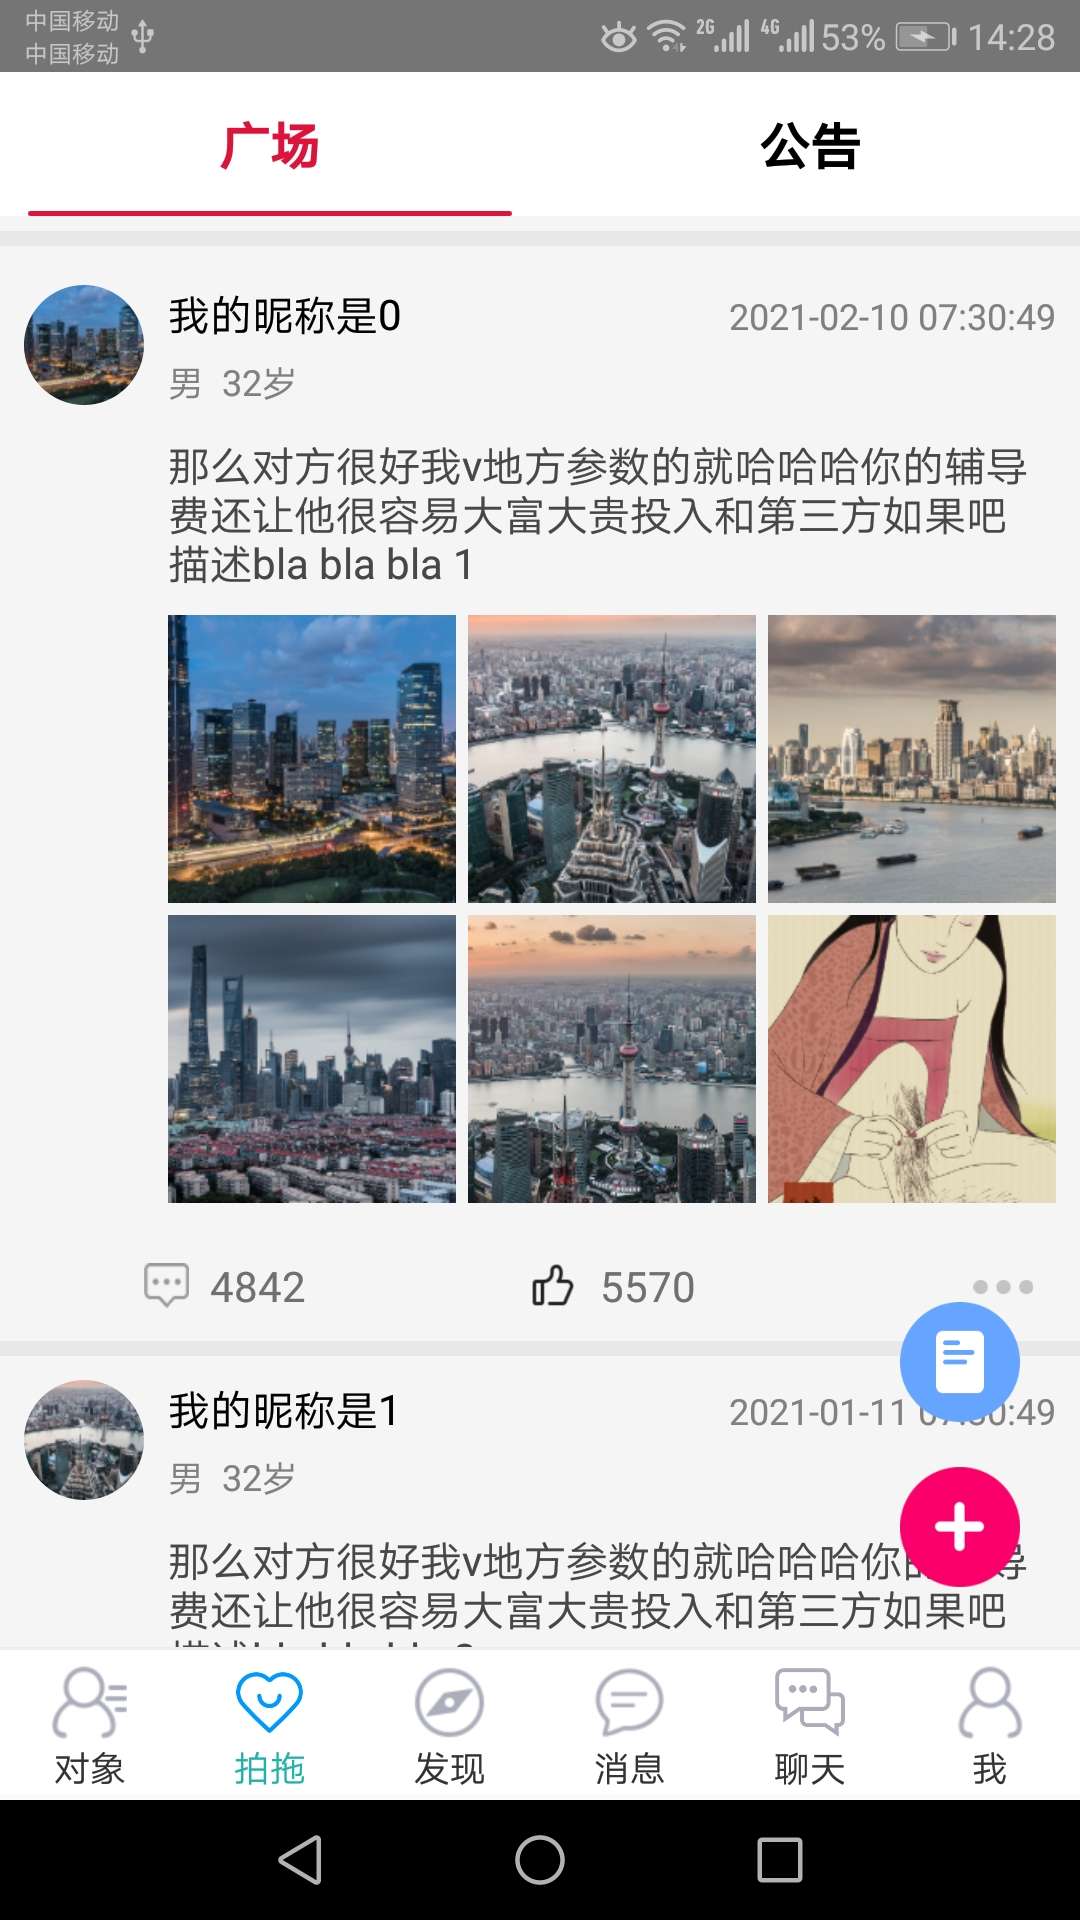 中国移动
中国移动
2G
4G
53%
14:28
广场
公告
我的昵称是0
2021-02-10 07:30:49
男 32岁
那么对方很好我v地方参数的就哈哈哈你的辅导
费还让他很容易大富大贵投入和第三方如果吧
描述bla bla bla 1
4842
5570
我的昵称是1
2021-01-11
0:49
男 32岁
那么对方很好我v地方参数的就哈哈哈你
导
费还让他很容易大富大贵投入和第三方如果吧
对象
拍拖
发现
消息
聊天
我